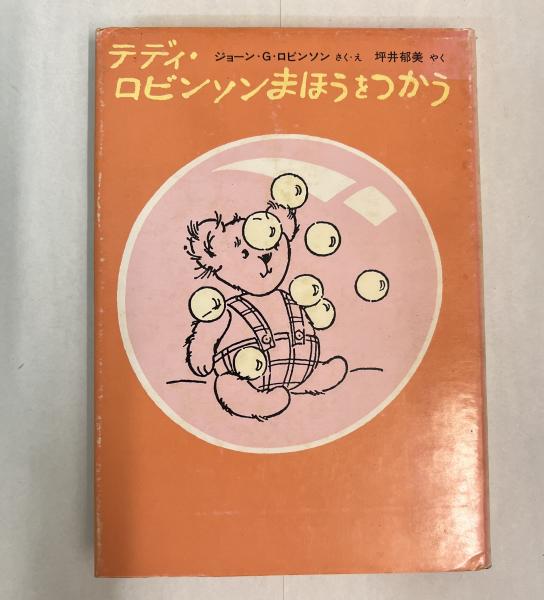 テディ・
ジョーン・G・ロビンソン さく・え 坪井郁美 やく
ロビンソンまほうをつかう